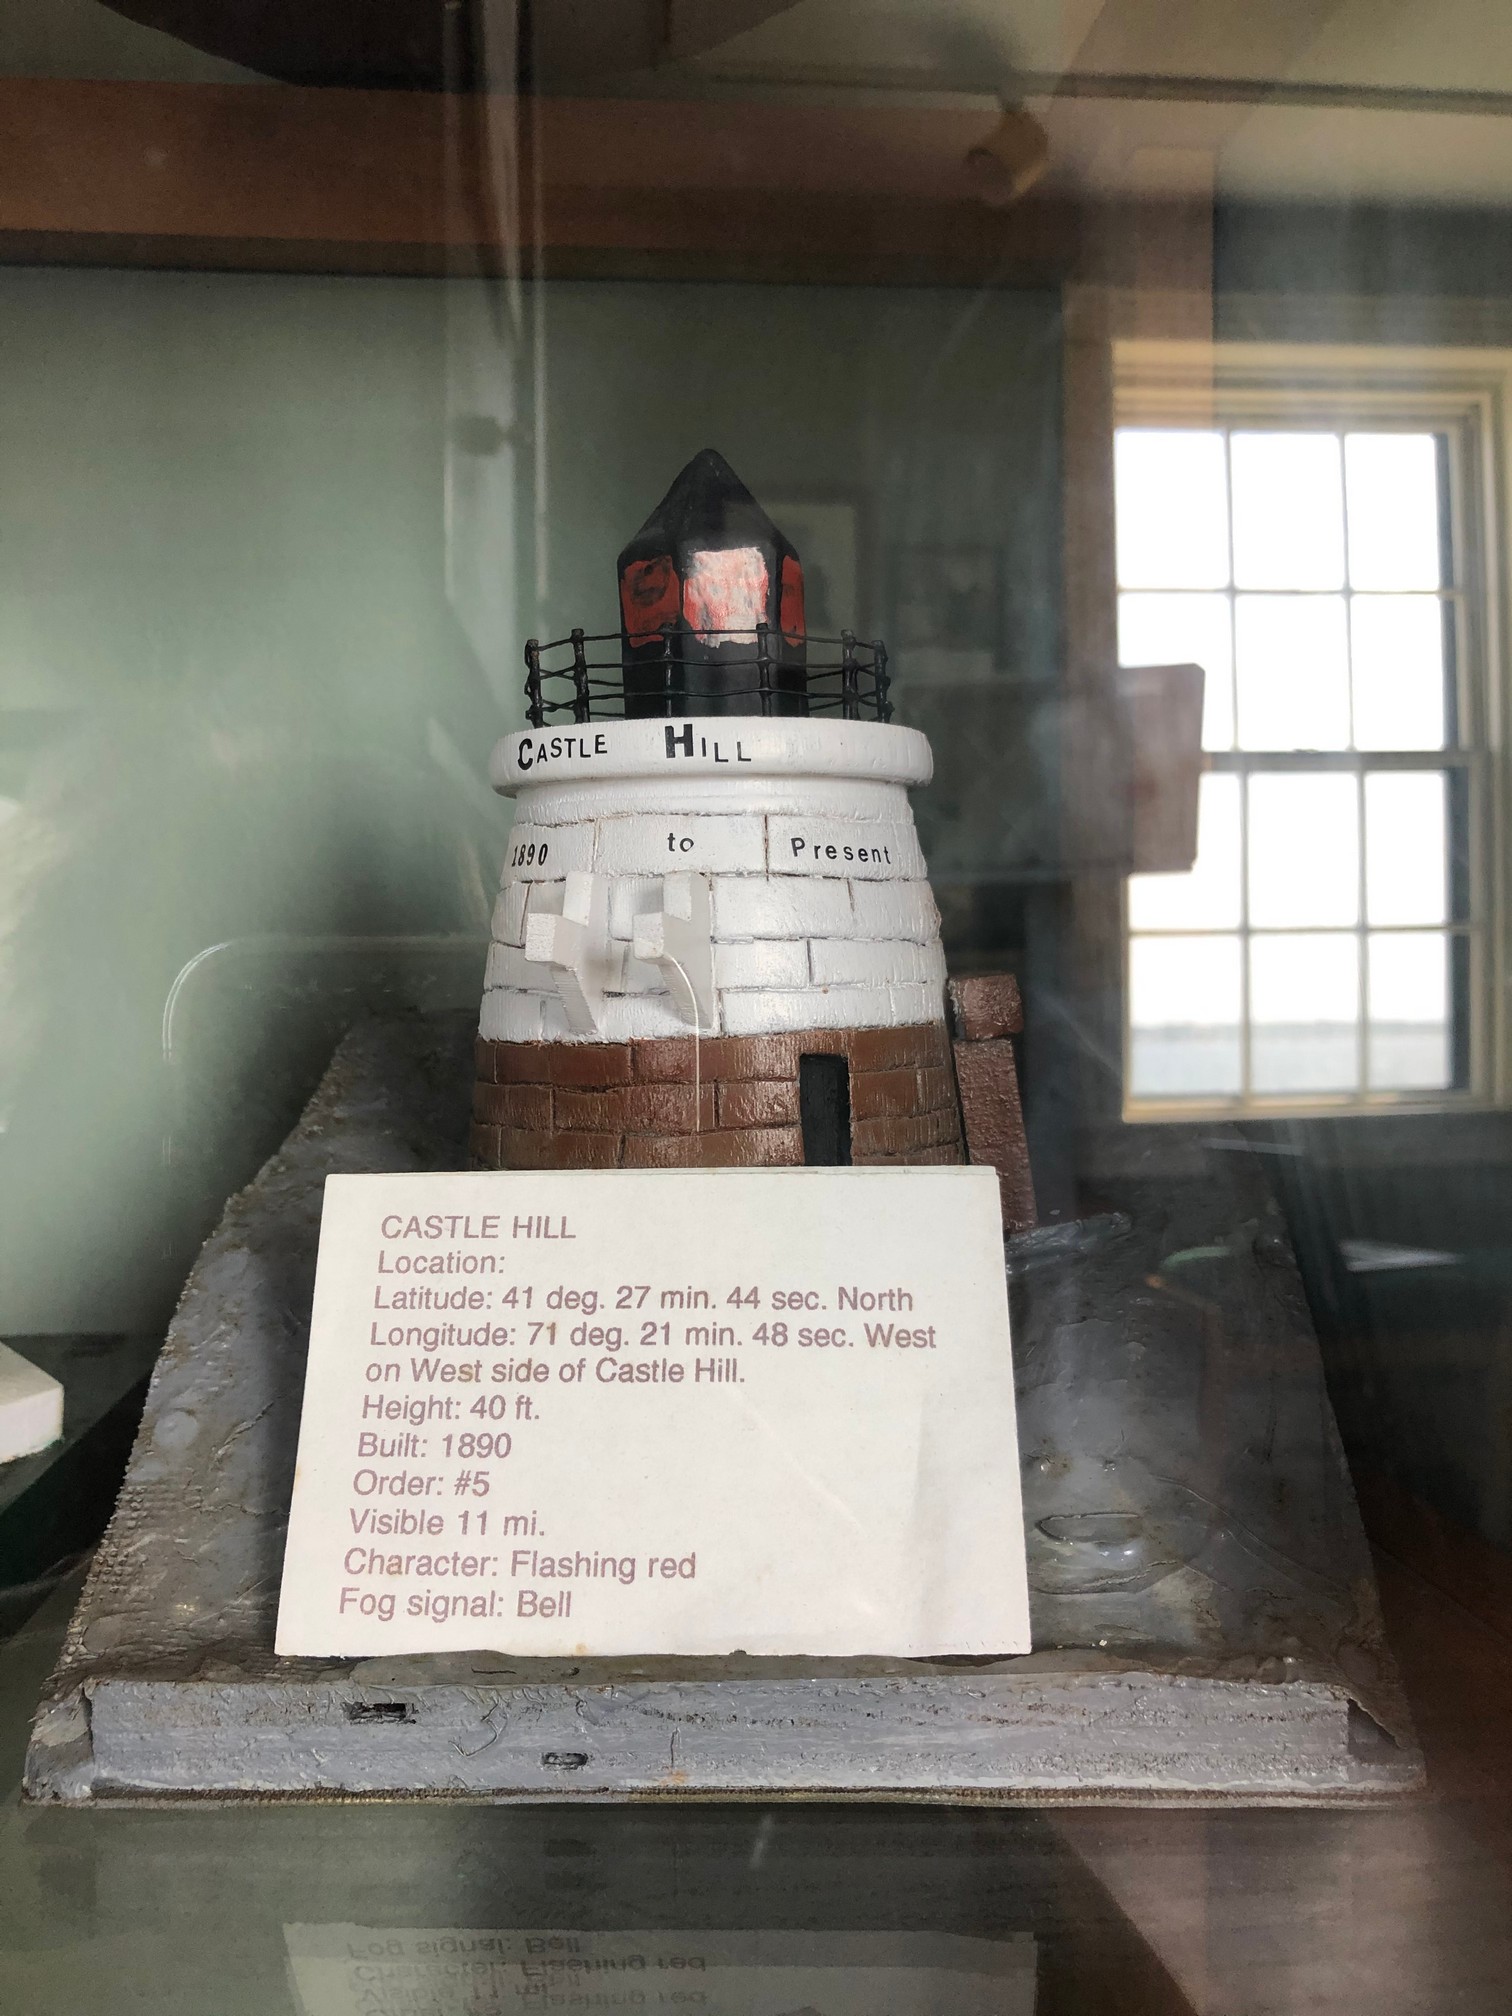 CASTLE HILL
1890 to Present
CASTLE HILL
Location:
Latitude: 41 deg. 27 min. 44 sec. North
Longitude: 71 deg. 21 min. 48 sec. West
on West side of Castle Hill.
Height: 40 ft.
Built: 1890
Order: #5
Visible 11 mi.
Character: Flashing red
Fog signal: Bell